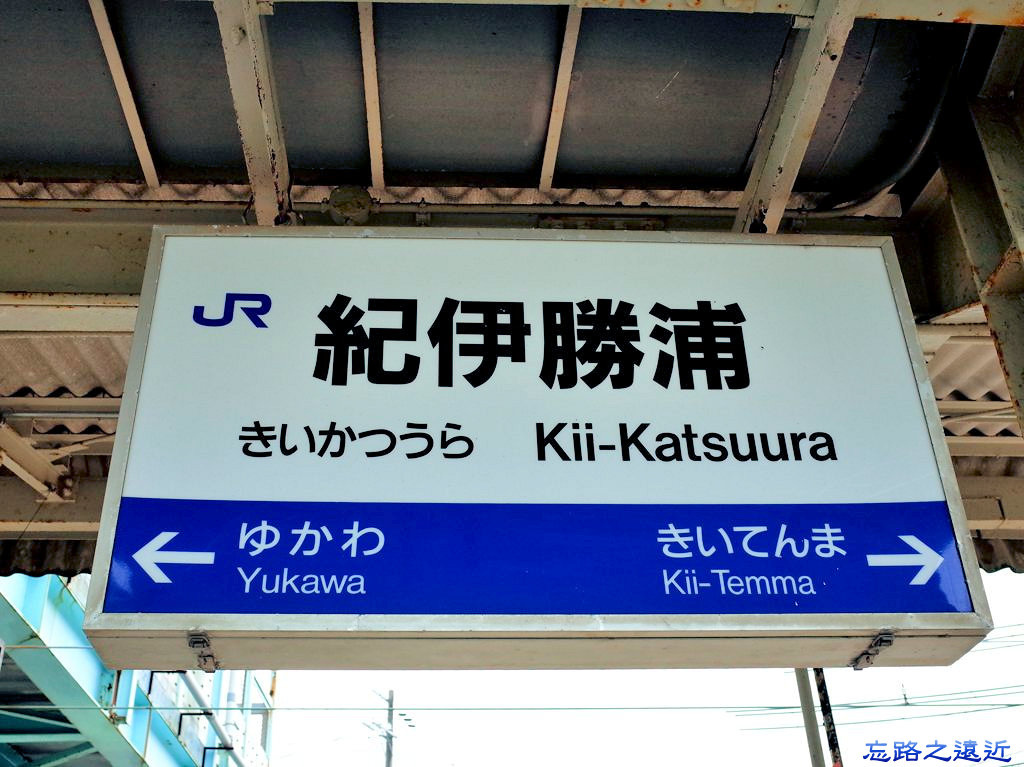 JR 紀伊勝浦
きいかつうら Kii-Katsuura
← ゆかわ きいてんま →
Yukawa Kii-Temma
忘路之遠近